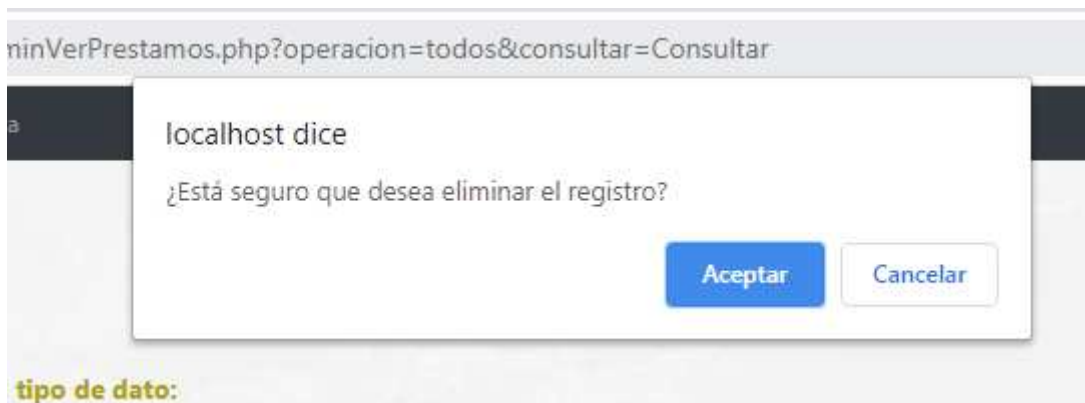 minVerPrestamos.php?operacion=todos&consultar=Consultar
a
localhost dice
¿Está seguro que desea eliminar el registro?
Aceptar Cancelar
tipo de dato: